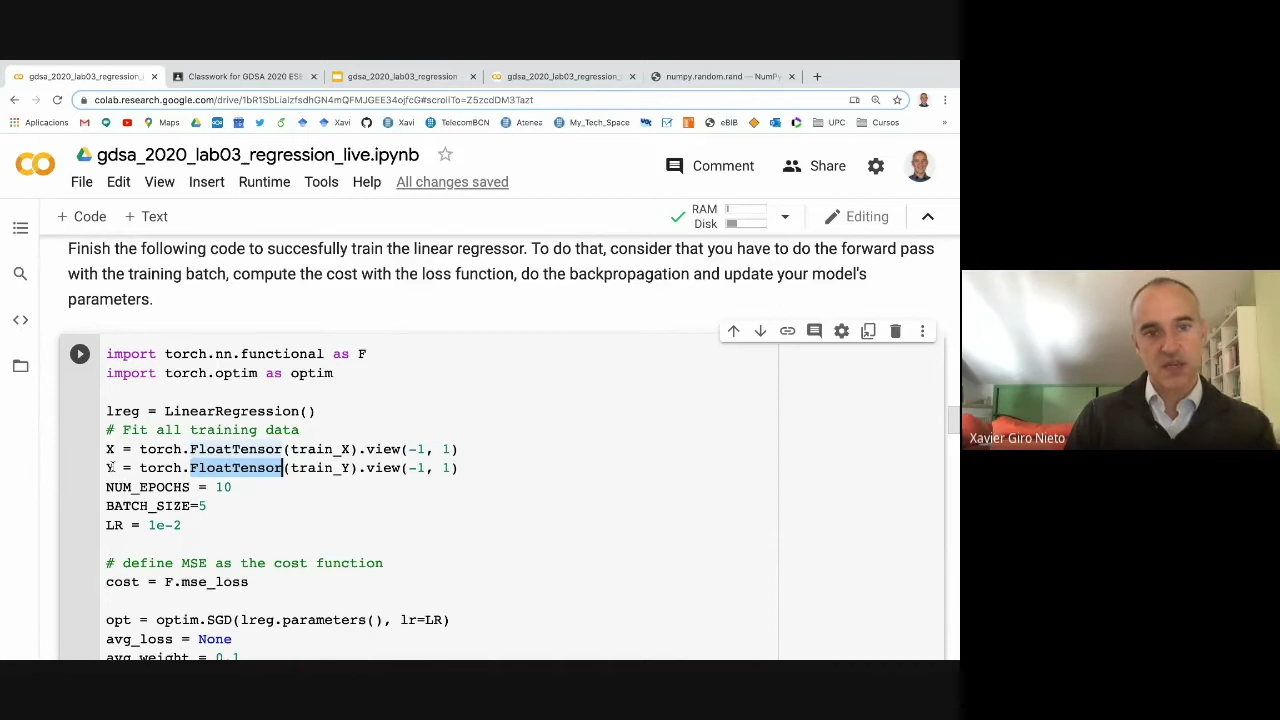 gdsa_2020_lab03_regression_l
Classwork for GDSA 2020 ESE
gdsa_2020_lab03_regression
gdsa_2020_lab03_regression_
numpy.random.rand — NumPy
colab.research.google.com/drive/1bR1SbLialzfsdhGN4mQFMJGEE34ojfcG#scrollTo=Z5zcdDM3Tazt
Aplicacions
Maps
Xavi
Xavi
TelecomBCN
Atenea
My_Tech_Space
eBIB
UPC
Cursos
»
gdsa_2020_lab03_regression_live.ipynb
Comment
Share
File Edit View Insert Runtime Tools Help All changes saved
+ Code + Text
RAM
Disk
Editing
Finish the following code to succesfully train the linear regressor. To do that, consider that you have to do the forward pass
with the training batch, compute the cost with the loss function, do the backpropagation and update your model's
parameters.
import torch.nn.functional as F
import torch.optim as optim
lreg = LinearRegression()
# Fit all training data
X = torch.FloatTensor(train_X).view(-1, 1)
Y = torch.FloatTensor(train_Y).view(-1, 1)
NUM_EPOCHS = 10
BATCH_SIZE=5
LR = 1e-2
# define MSE as the cost function
cost = F.mse_loss
opt = optim.SGD(lreg.parameters(), lr=LR)
avg_loss = None
avg_weight = 0.1
Xavier Giro Nieto